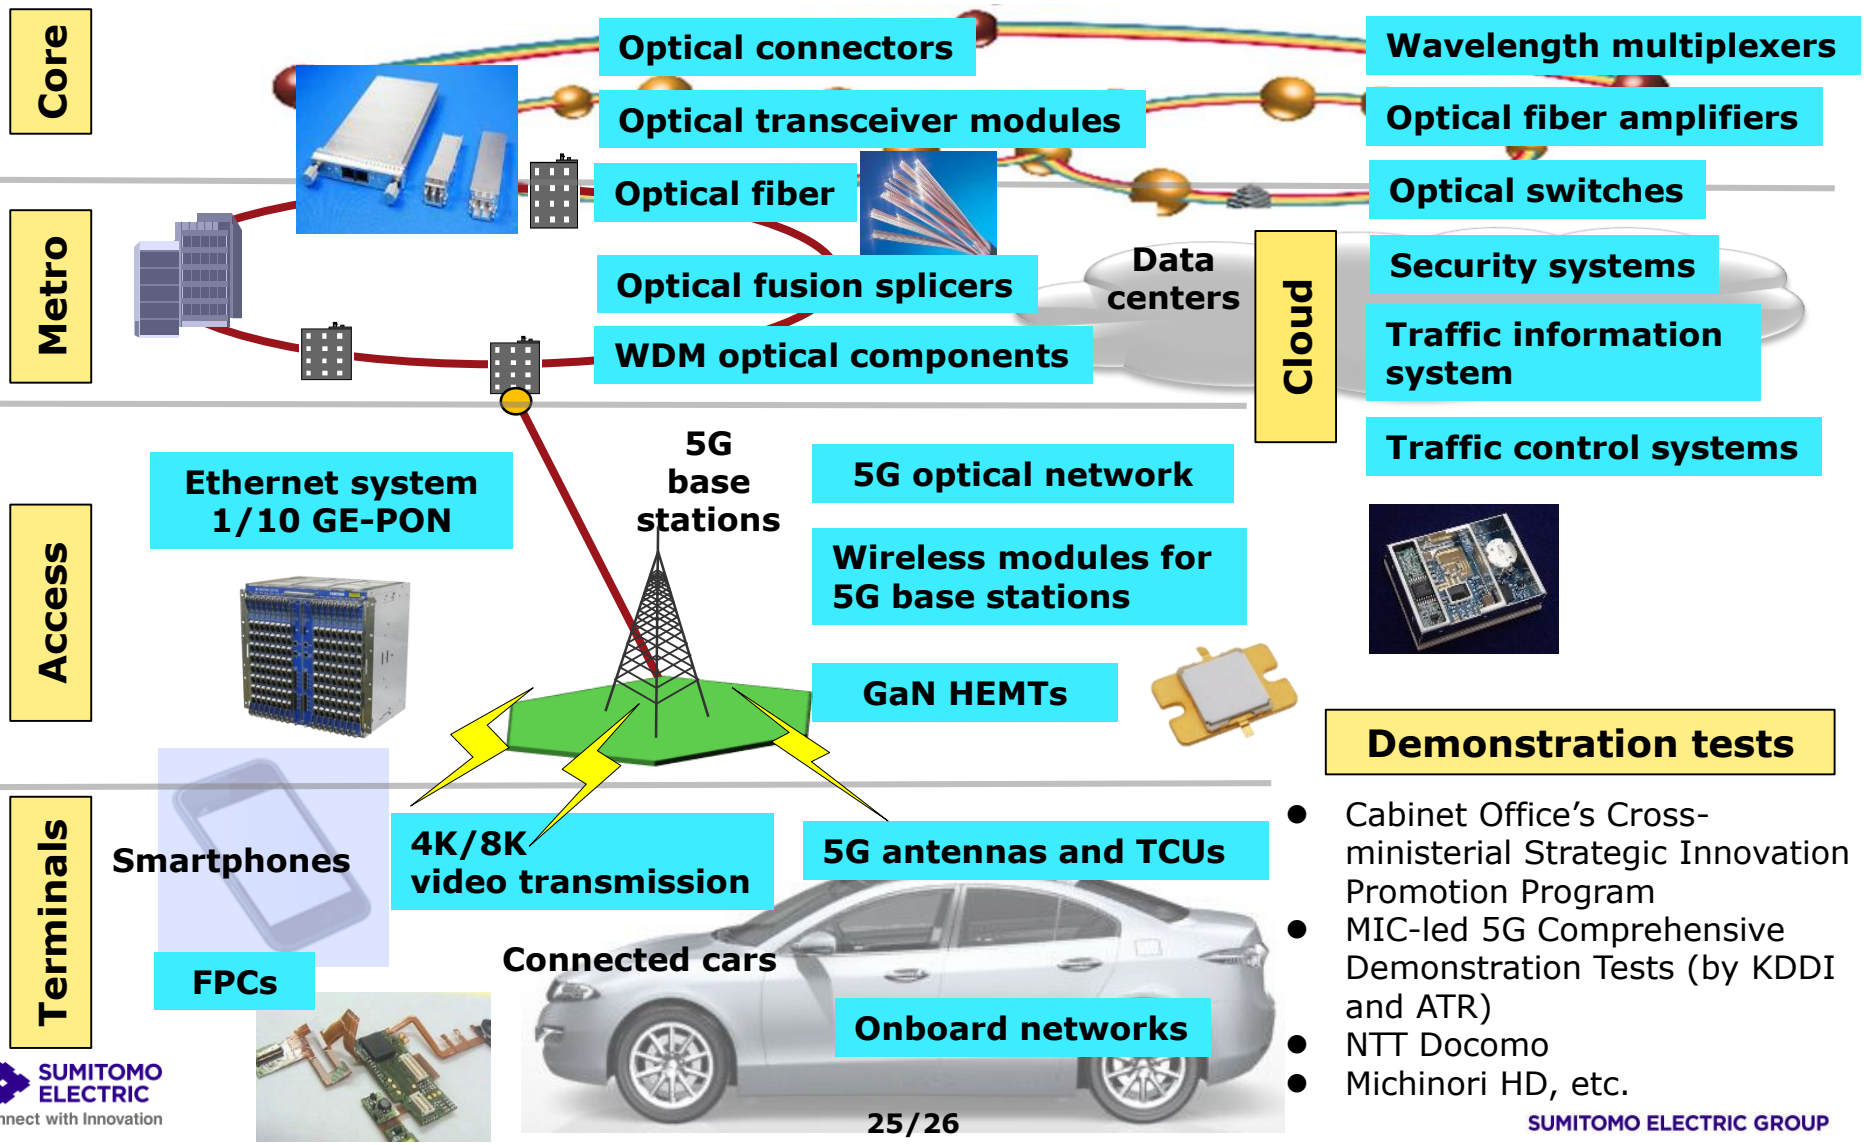 Core
Optical connectors
Wavelength multiplexers
Optical transceiver modules
Optical fiber amplifiers
Optical fiber
Optical switches
Metro
Optical fusion splicers
WDM optical components
Data
centers
Cloud
Security systems
Traffic information
system
Traffic control systems
Access
Ethernet system
1/10 GE-PON
5G
base
stations
5G optical network
Wireless modules for
5G base stations
GaN HEMTs
Demonstration tests
● Cabinet Office’s Cross-
ministerial Strategic Innovation
Promotion Program
● MIC-led 5G Comprehensive
Demonstration Tests (by KDDI
and ATR)
● NTT Docomo
● Michinori HD, etc.
Terminals
Smartphones
4K/8K
video transmission
5G antennas and TCUs
FPCs
Connected cars
Onboard networks
SUMITOMO
ELECTRIC
nnect with Innovation
25/26
SUMITOMO ELECTRIC GROUP